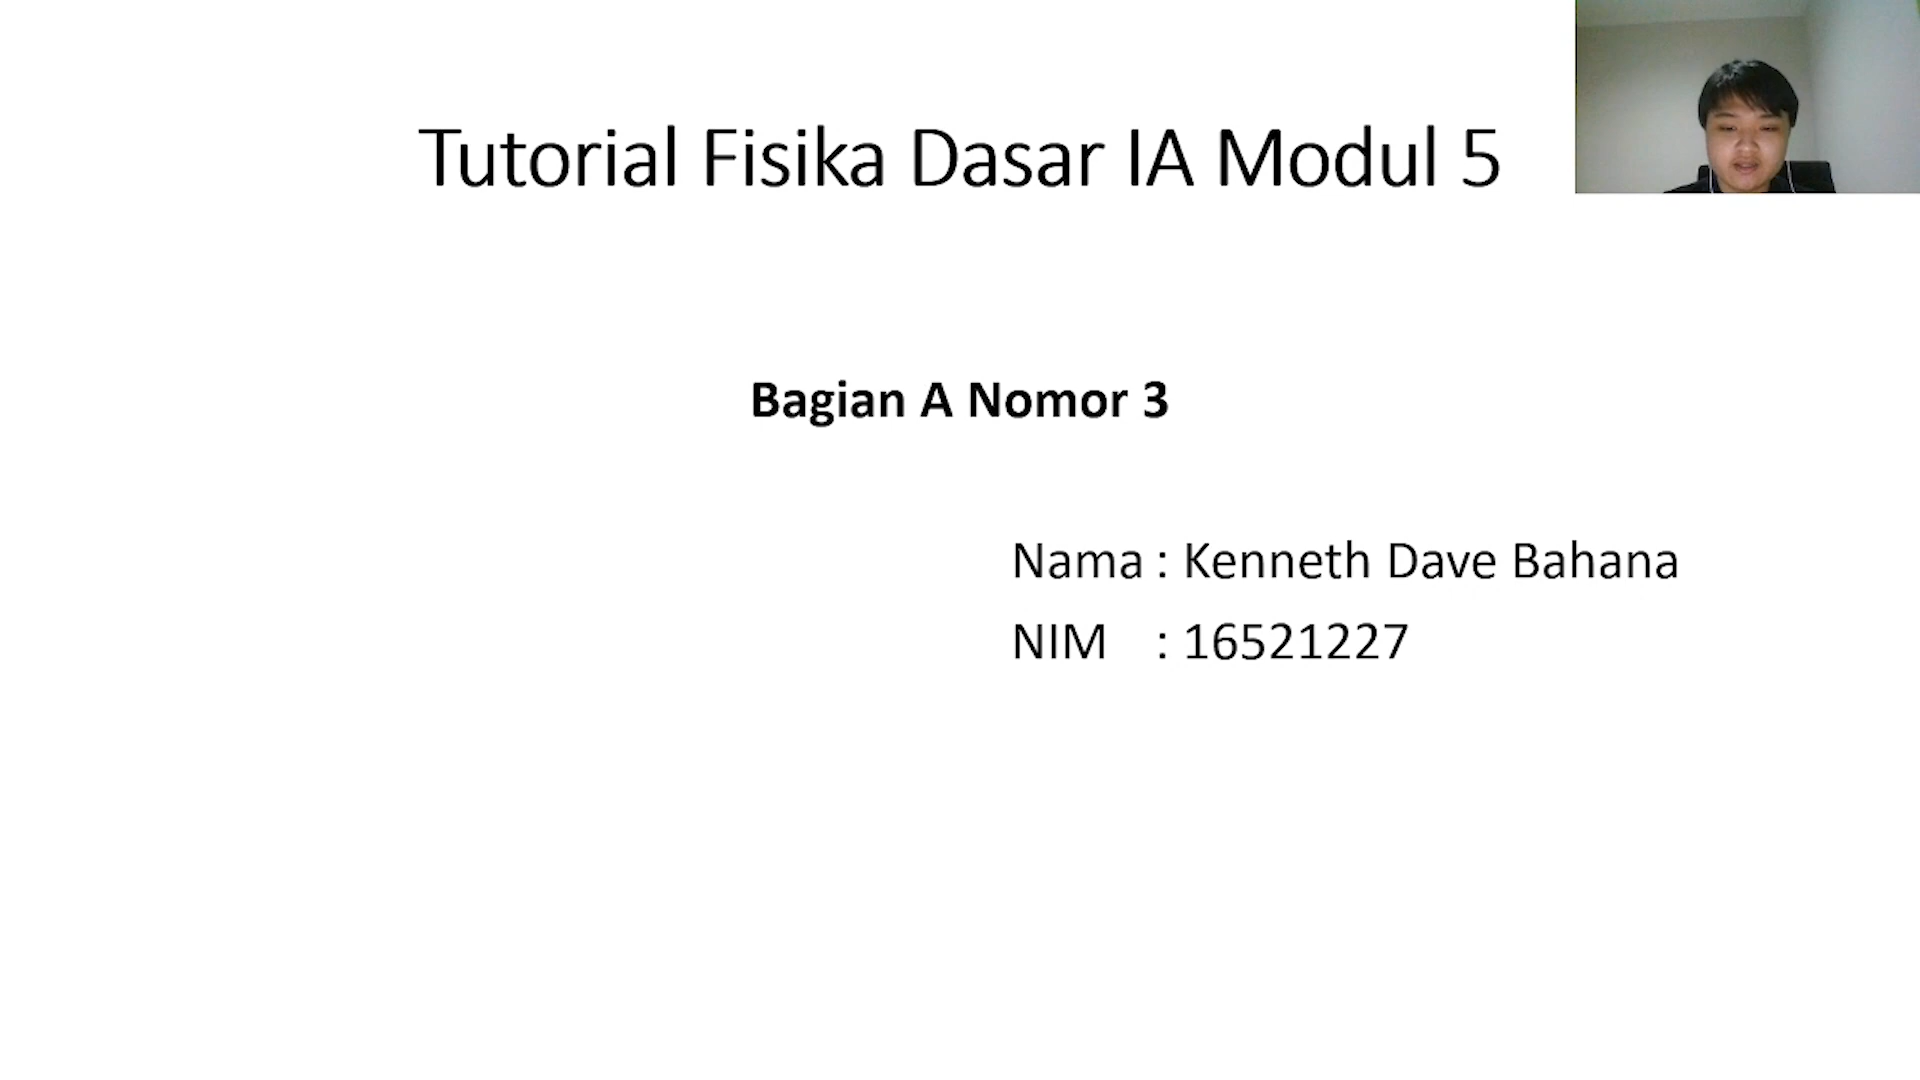 Tutorial Fisika Dasar IA Modul 5
Bagian A Nomor 3
Nama : Kenneth Dave Bahana
NIM : 16521227